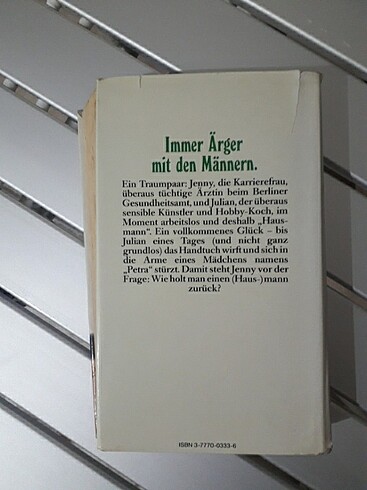 Immer Ärger
mit den Männern.
Ein Traumpaar: Jenny, die Karrierefrau,
überaus tüchtige Ärztin beim Berliner
Gesundheitsamt, und Julian, der überaus
sensible Künstler und Hobby-Koch, im
Moment arbeitslos und deshalb „Haus-
mann“. Ein vollkommenes Glück – bis
Julian eines Tages (und nicht ganz
grundlos) das Handtuch wirft und sich in
die Arme eines Mädchens namens
„Petra“ stürzt. Damit steht Jenny vor der
Frage: Wie holt man einen (Haus-)mann
zurück?
ISBN 3-7770-0333-6